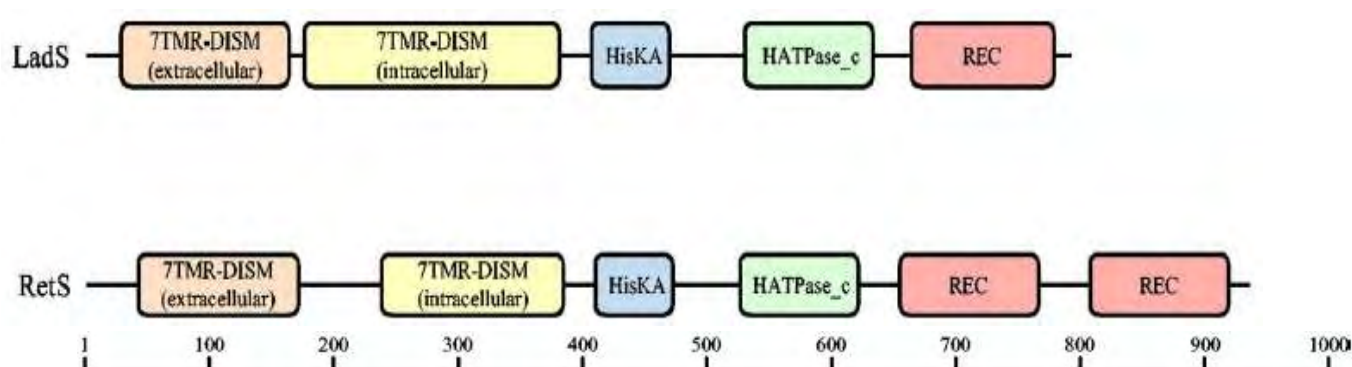 LadS
7TMR-DISM
(extracellular)
7TMR-DISM
(intracellular)
HisKA
HATPase_c
REC
RetS
7TMR-DISM
(extracellular)
7TMR-DISM
(intracellular)
HisKA
HATPase_c
REC
REC
1 100 200 300 400 500 600 700 800 900 1000